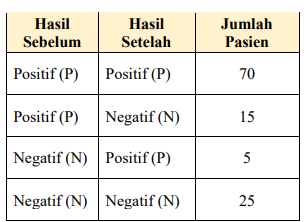 Hasil Sebelum Hasil Setelah Jumlah Pasien
Positif (P) Positif (P) 70
Positif (P) Negatif (N) 15
Negatif (N) Positif (P) 5
Negatif (N) Negatif (N) 25